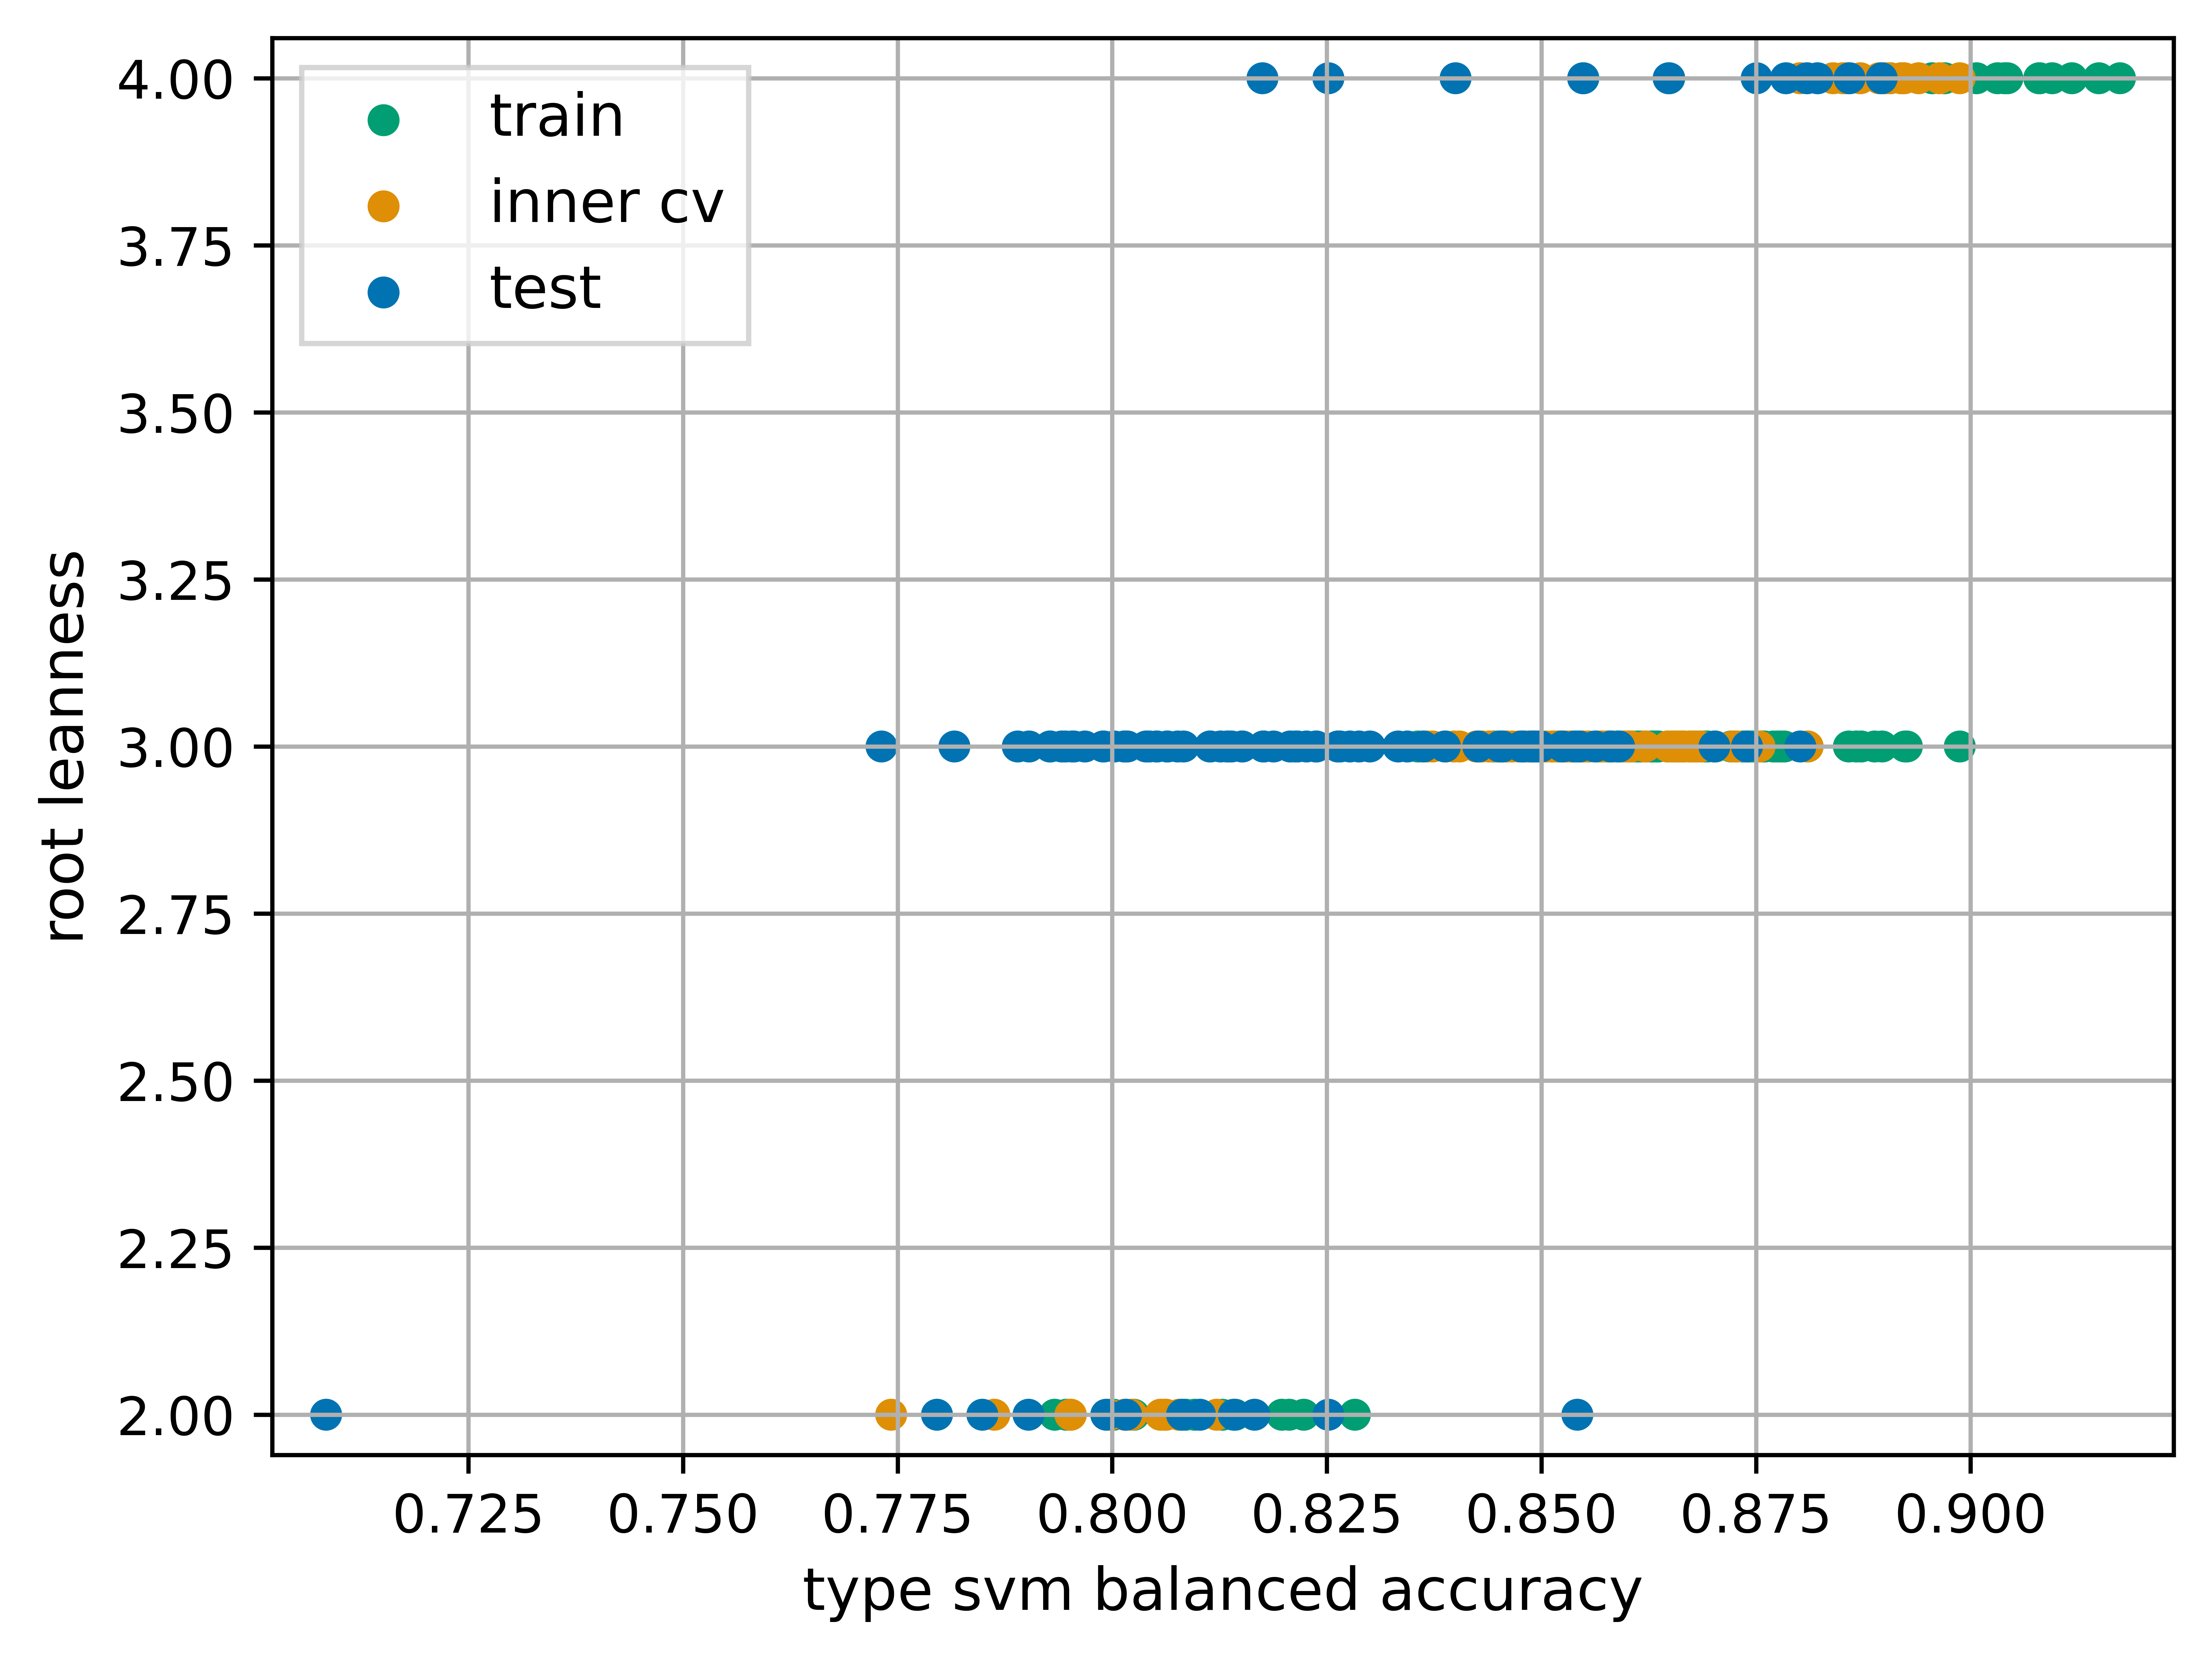 4.00
3.75
3.50
3.25
3.00
2.75
2.50
2.25
2.00
root leanness
train
inner cv
test
0.725 0.750 0.775 0.800 0.825 0.850 0.875 0.900
type svm balanced accuracy